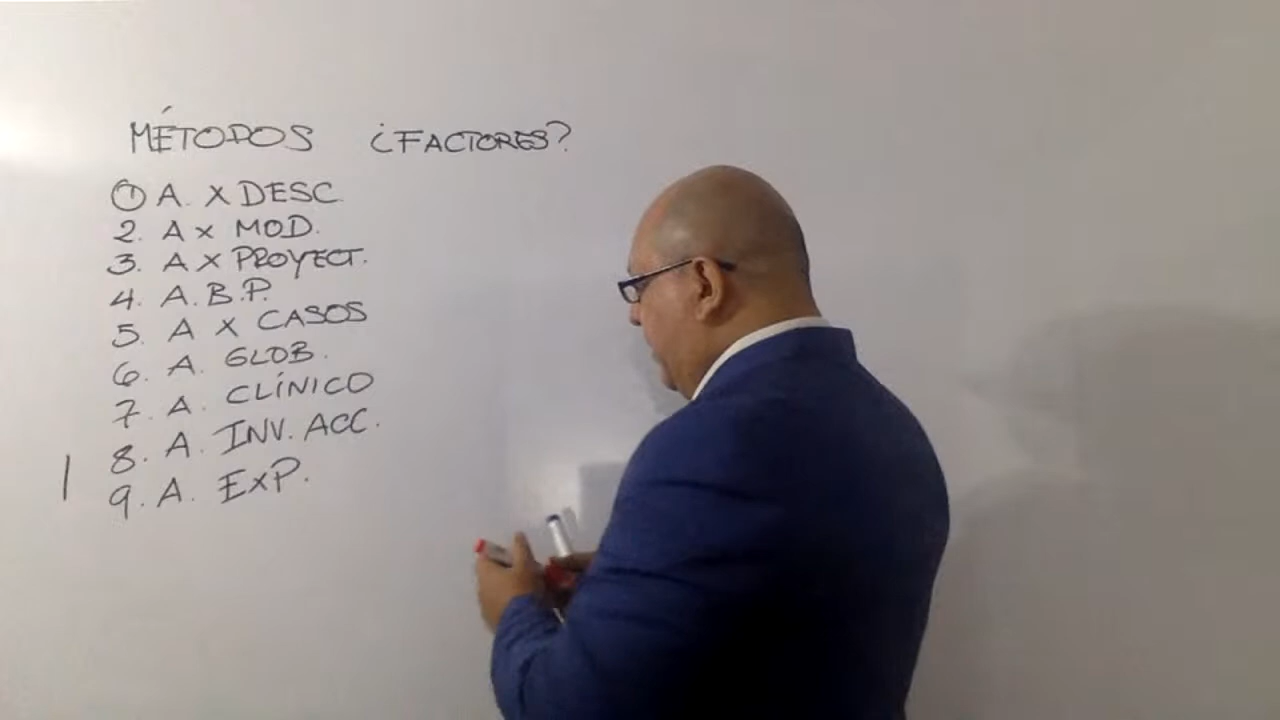 MÉTODOS ¿FACTORES?
1 A. X DESC.
2. A X MOD.
3. A X PROYECT.
4. A.B.P.
5. A X CASOS
6. A. GLOB.
7. A. CLÍNICO
8. A. INV. ACC.
9. A. EXP.